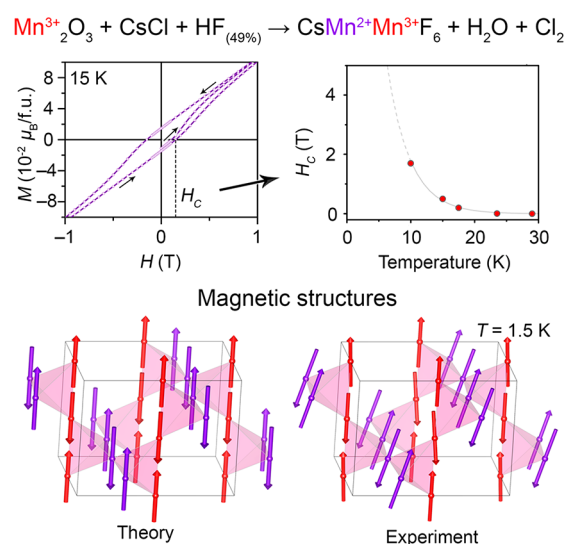 Mn³⁺₂O₃ + CsCl + HF₍₄₉%₎ → CsMn²⁺Mn³⁺F₆ + H₂O + Cl₂
15 K
M (10⁻² μB/f.u.)
8
4
0
−4
−8
−1 0 1
H (T)
HC
HC (T)
4
2
0
0 10 20 30
Temperature (K)
Magnetic structures
T = 1.5 K
Theory
Experiment